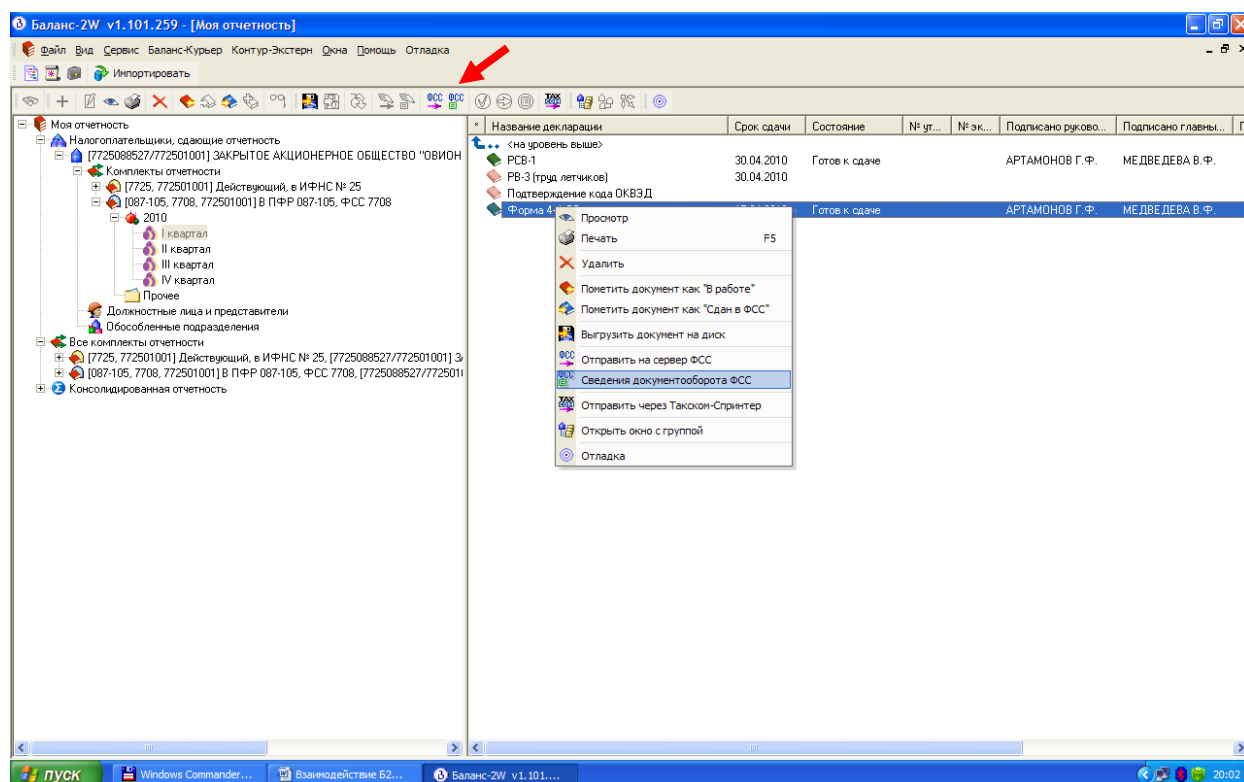 Баланс-2W v1.101.259 - [Моя отчетность]
Файл Вид Сервис Баланс-Курьер Контур-Экстерн Окна Помощь Отладка
Импортировать
ФСС ФСС TAX
Моя отчетность
Налогоплательщики, сдающие отчетность
[7725088527/772501001] ЗАКРЫТОЕ АКЦИОНЕРНОЕ ОБЩЕСТВО "ОВИОН
Комплекты отчетности
[7725, 772501001] Действующий, в ИФНС № 25
[087-105, 7708, 772501001] В ПФР 087-105, ФСС 7708
2010
I квартал
II квартал
III квартал
IV квартал
Прочее
Должностные лица и представители
Обособленные подразделения
Все комплекты отчетности
[7725, 772501001] Действующий, в ИФНС № 25, [7725088527/772501001] З
[087-105, 7708, 772501001] В ПФР 087-105, ФСС 7708, [7725088527/7725010
Консолидированная отчетность
* Название декларации Срок сдачи Состояние № уг... № эк... Подписано руково... Подписано главны...
<на уровень выше>
РСВ-1 30.04.2010 Готов к сдаче АРТАМОНОВ Г.Ф. МЕДВЕДЕВА В.Ф.
РВ-3 (труд летчиков) 30.04.2010
Подтверждение кода ОКВЭД
Форма 4- Готов к сдаче АРТАМОНОВ Г.Ф. МЕДВЕДЕВА В.Ф.
Просмотр
Печать F5
Удалить
Пометить документ как "В работе"
Пометить документ как "Сдан в ФСС"
Выгрузить документ на диск
Отправить на сервер ФСС
Сведения документооборота ФСС
Отправить через Такском-Спринтер
Открыть окно с группой
Отладка
пуск Windows Commander... Взаимодействие Б2... Баланс-2W v1.101.... 20:02